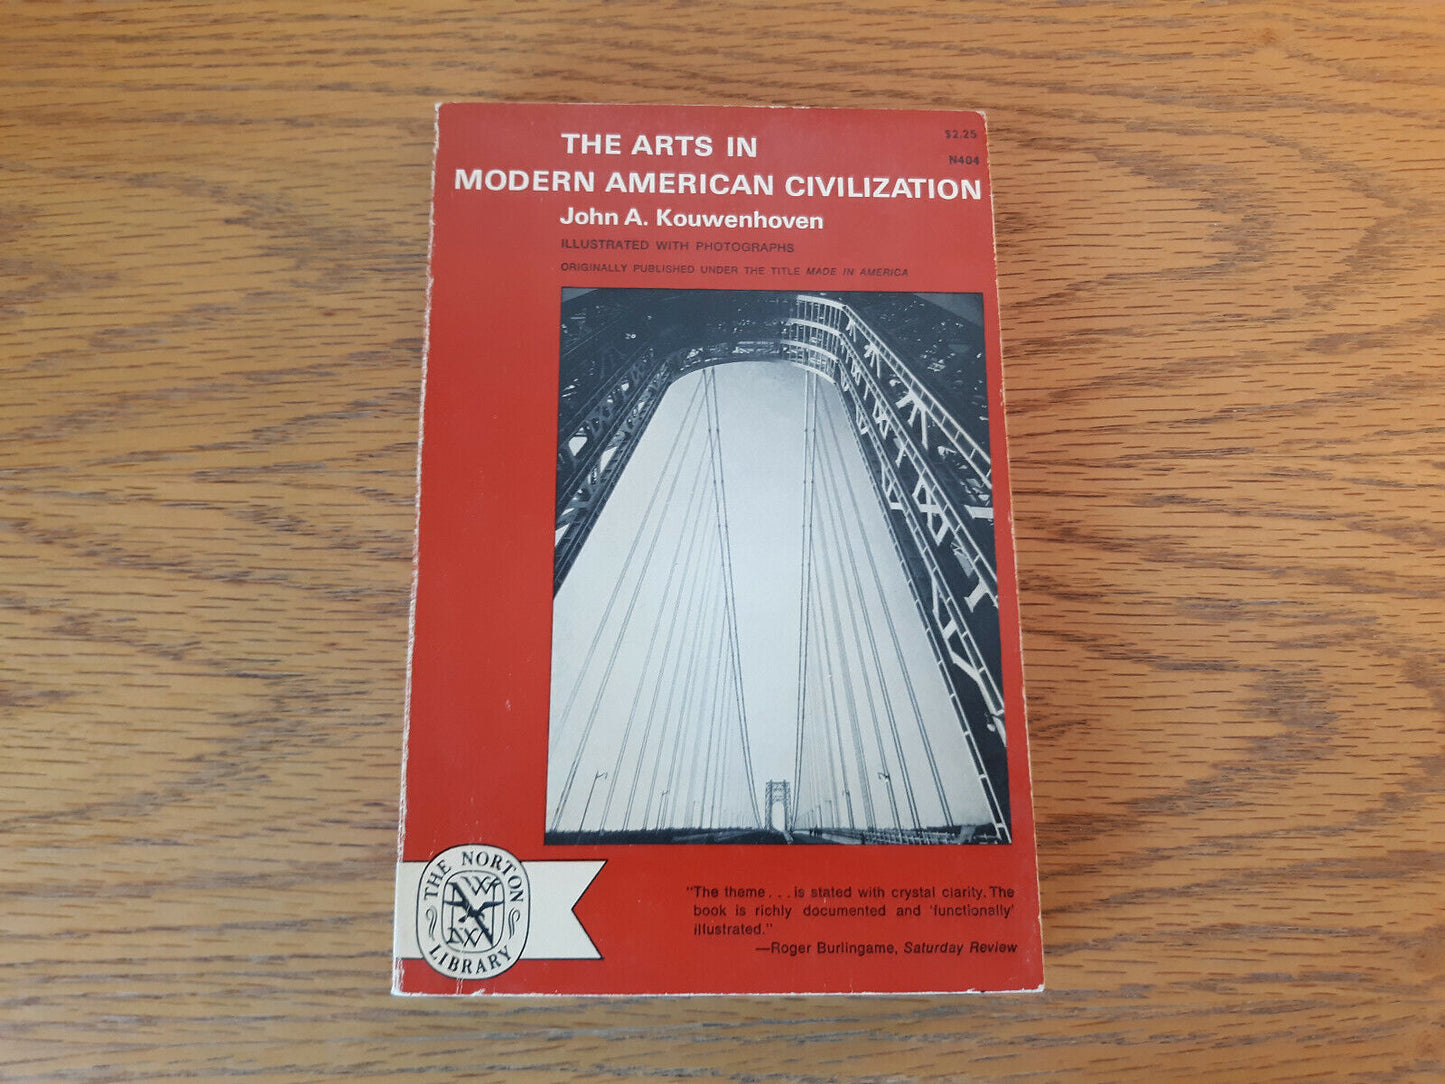 THE ARTS IN
MODERN AMERICAN CIVILIZATION
$2.25
N404
John A. Kouwenhoven
ILLUSTRATED WITH PHOTOGRAPHS
ORIGINALLY PUBLISHED UNDER THE TITLE MADE IN AMERICA
THE NORTON
LIBRARY
"The theme . . . is stated with crystal clarity. The
book is richly documented and 'functionally'
illustrated."
—Roger Burlingame, Saturday Review